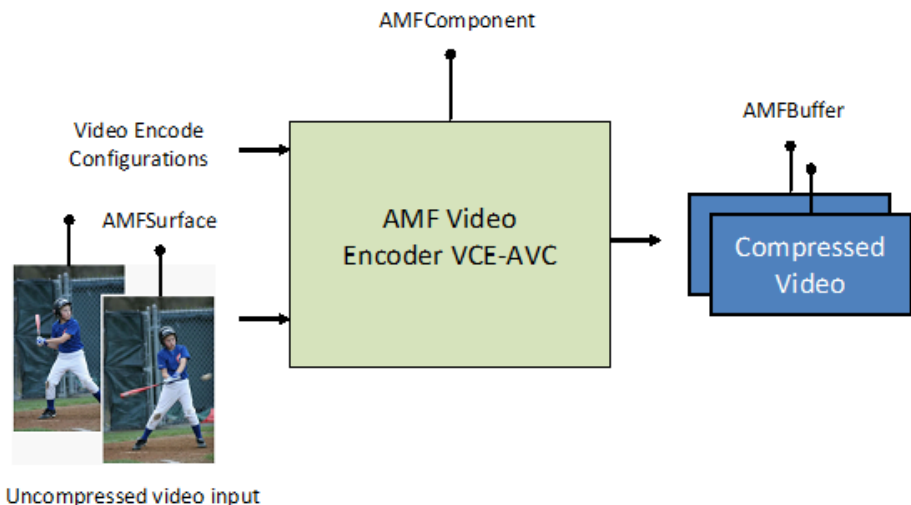 AMFComponent
Video Encode
Configurations
AMFBuffer
AMFSurface
AMF Video
Encoder VCE-AVC
Compressed
Video
Uncompressed video input